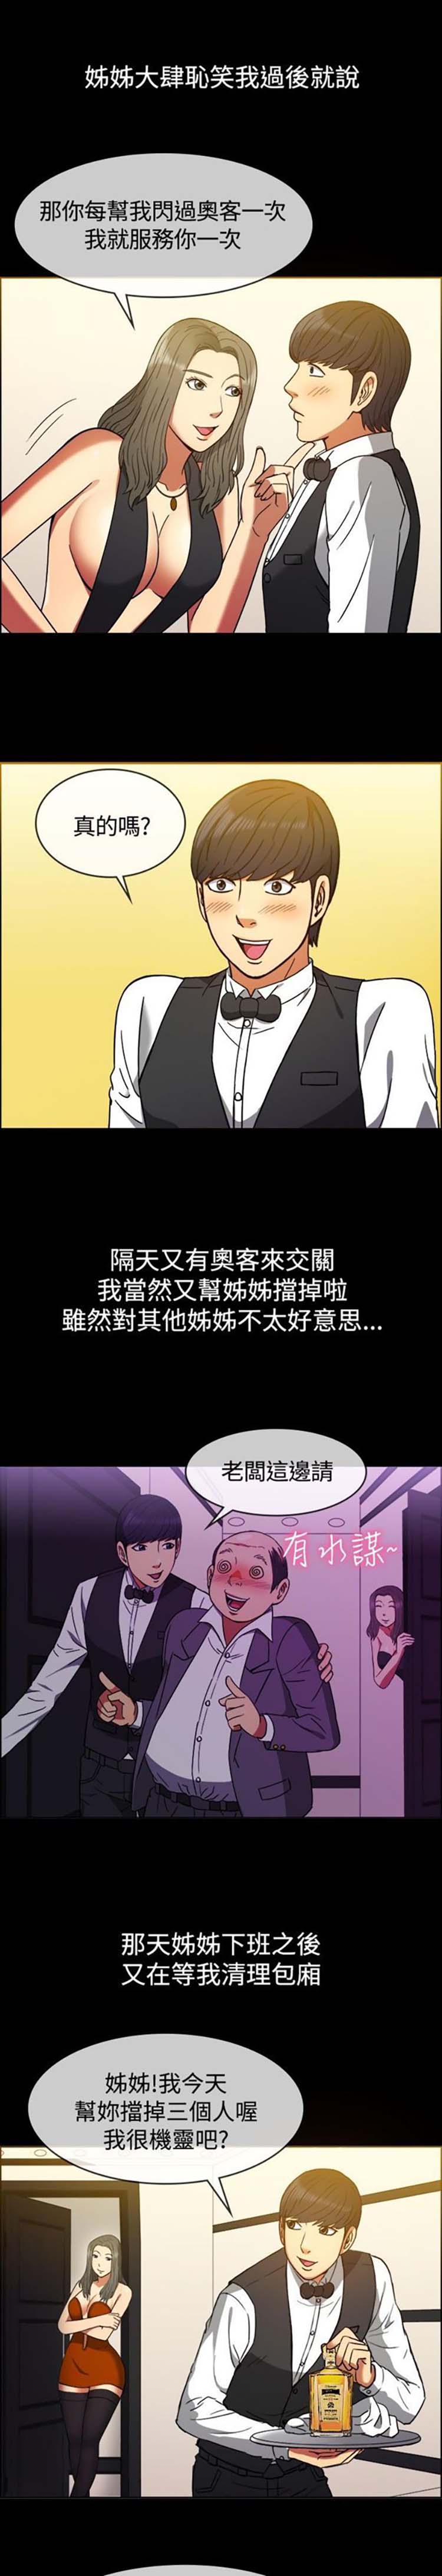 姊姊大肆恥笑我過後就說
那你每幫我閃過奧客一次
我就服務你一次
真的嗎?
隔天又有奧客來交關
我當然又幫姊姊擋掉啦
雖然對其他姊姊不太好意思...
老闆這邊請
有水謀~
那天姊姊下班之後
又在等我清理包廂
姊姊!我今天
幫妳擋掉三個人喔
我很機靈吧?